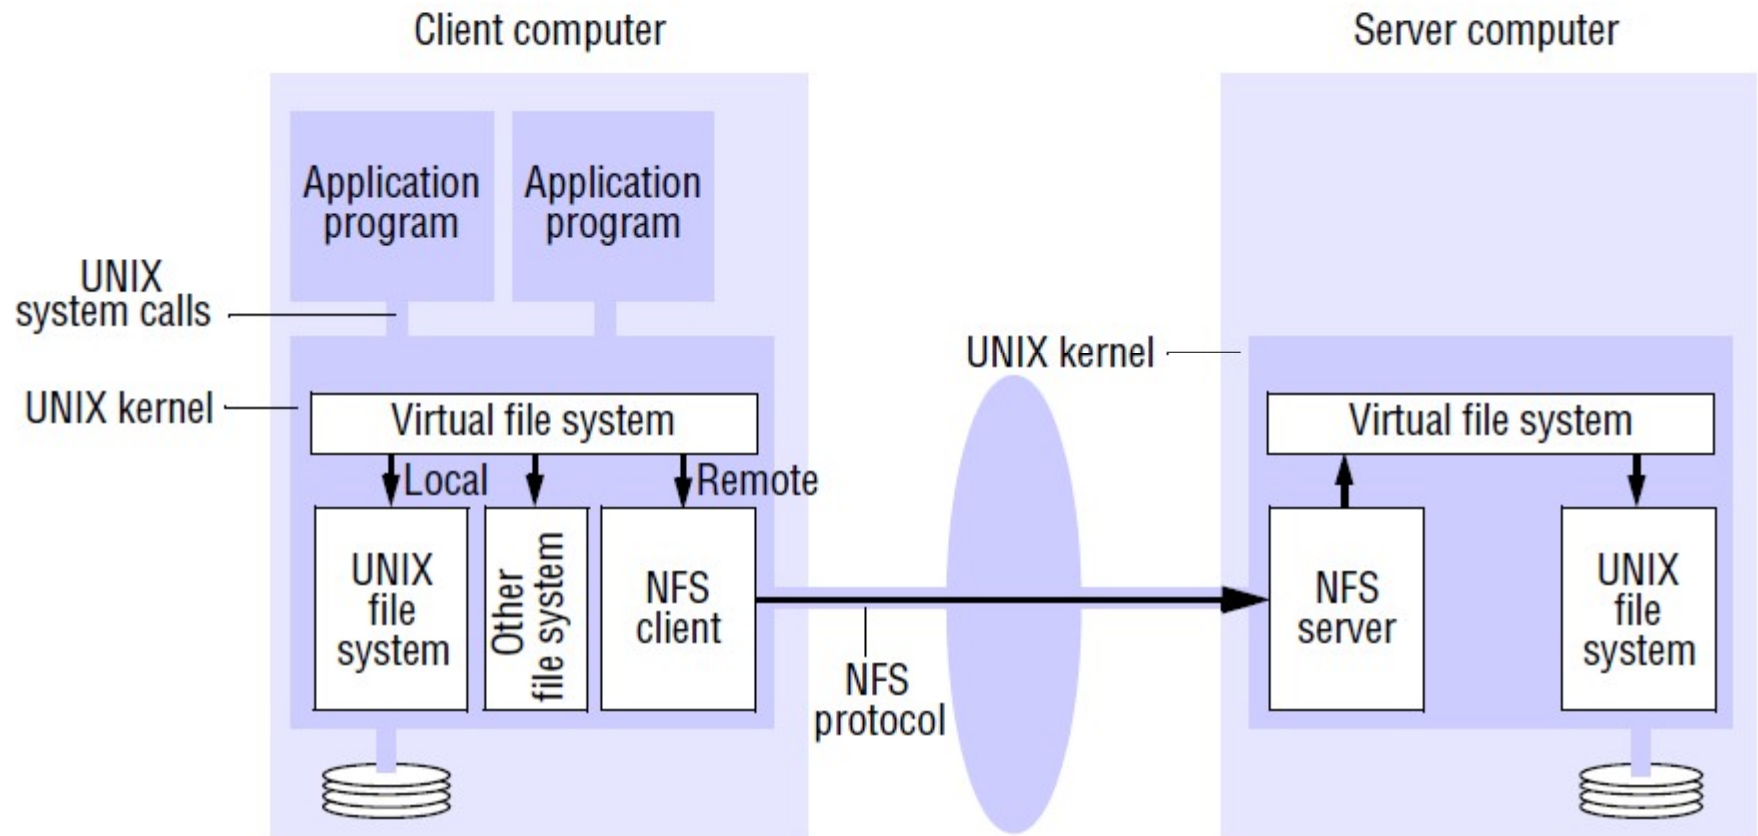 Client computer
Server computer
Application
program
Application
program
UNIX
system calls
UNIX kernel
Virtual file system
Local
Remote
UNIX
file
system
Other
file system
NFS
client
NFS
protocol
UNIX kernel
Virtual file system
NFS
server
UNIX
file
system